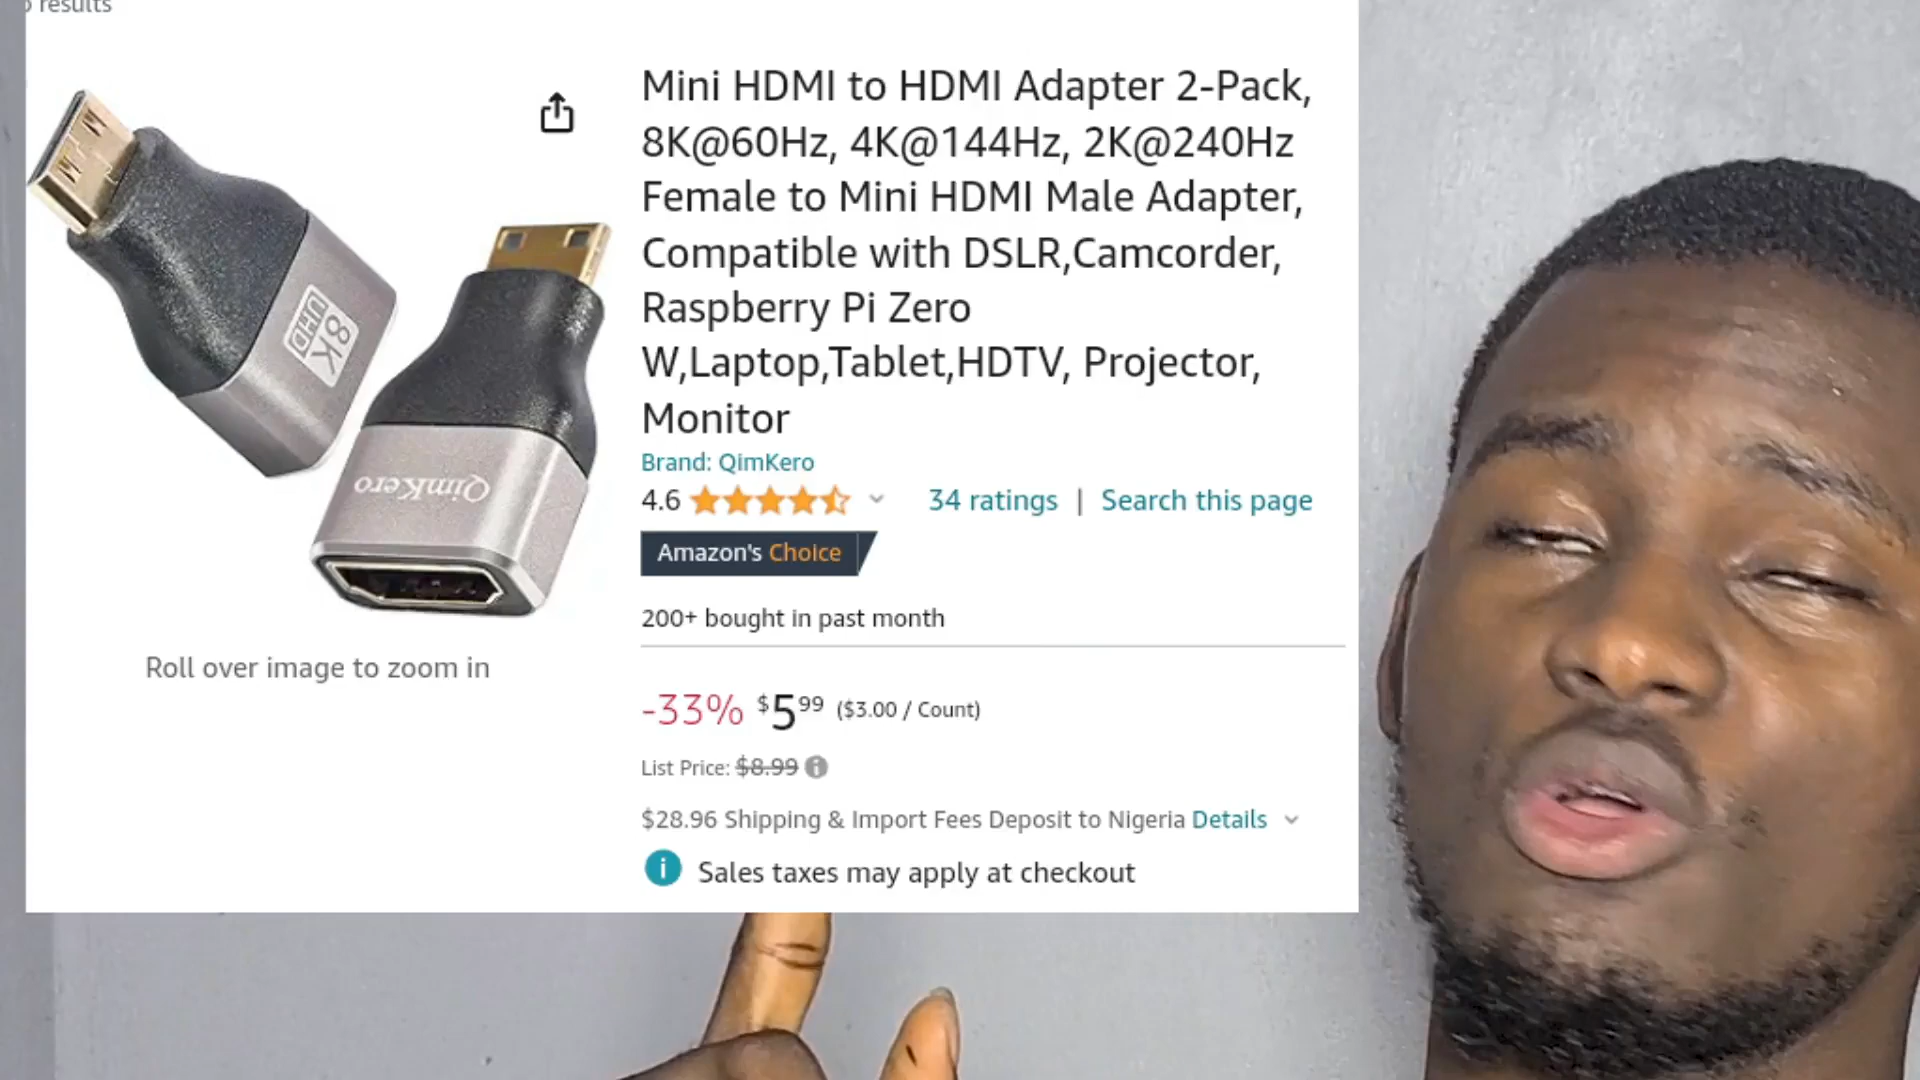 results
Mini HDMI to HDMI Adapter 2-Pack,
8K@60Hz, 4K@144Hz, 2K@240Hz
Female to Mini HDMI Male Adapter,
Compatible with DSLR,Camcorder,
Raspberry Pi Zero
W,Laptop,Tablet,HDTV, Projector,
Monitor
Brand: QimKero
4.6
34 ratings | Search this page
Amazon's Choice
200+ bought in past month
-33% $599 ($3.00 / Count)
List Price: $8.99
$28.96 Shipping & Import Fees Deposit to Nigeria Details
i Sales taxes may apply at checkout
8K
UHD
QimKero
Roll over image to zoom in